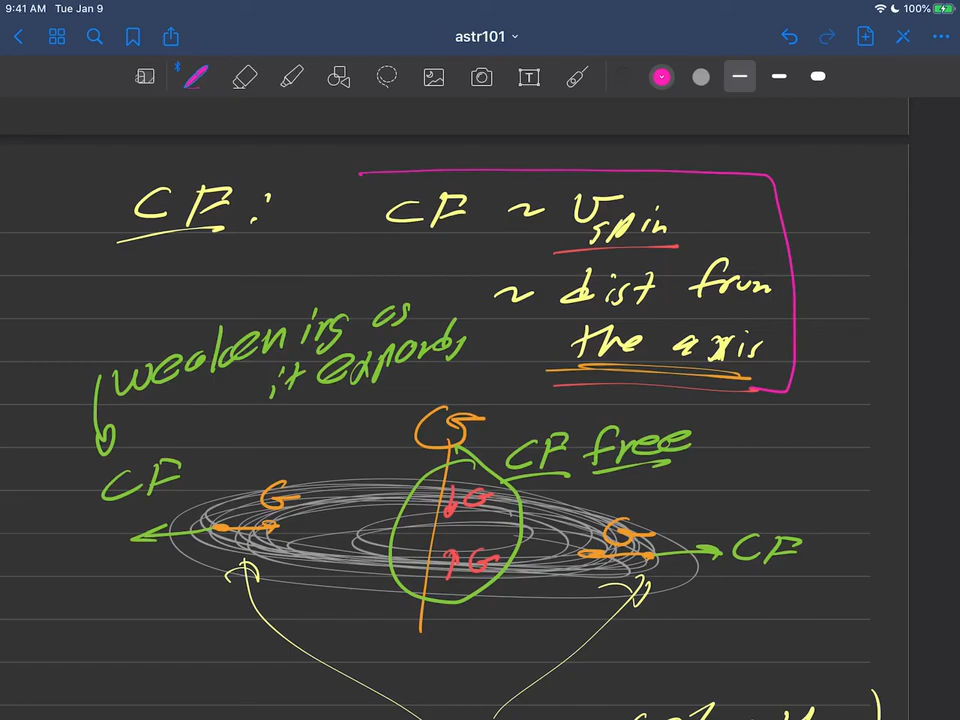 9:41 AM Tue Jan 9
100%
astr101
T
CF: CF ~ v spin
~ dist from
the axis
weakening as
it expands
CF free
CF
G
G
G
G
CF